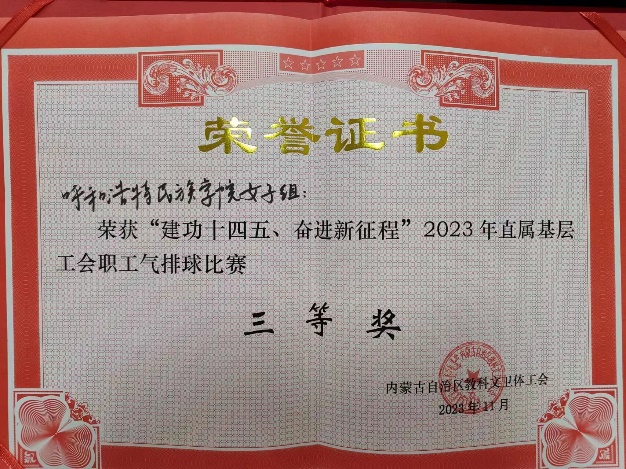 荣誉证书
呼和浩特民族学院女子组：
荣获“建功十四五、奋进新征程”2023年直属基层
工会职工气排球比赛
三等奖
内蒙古自治区教科文卫体工会
2023年11月